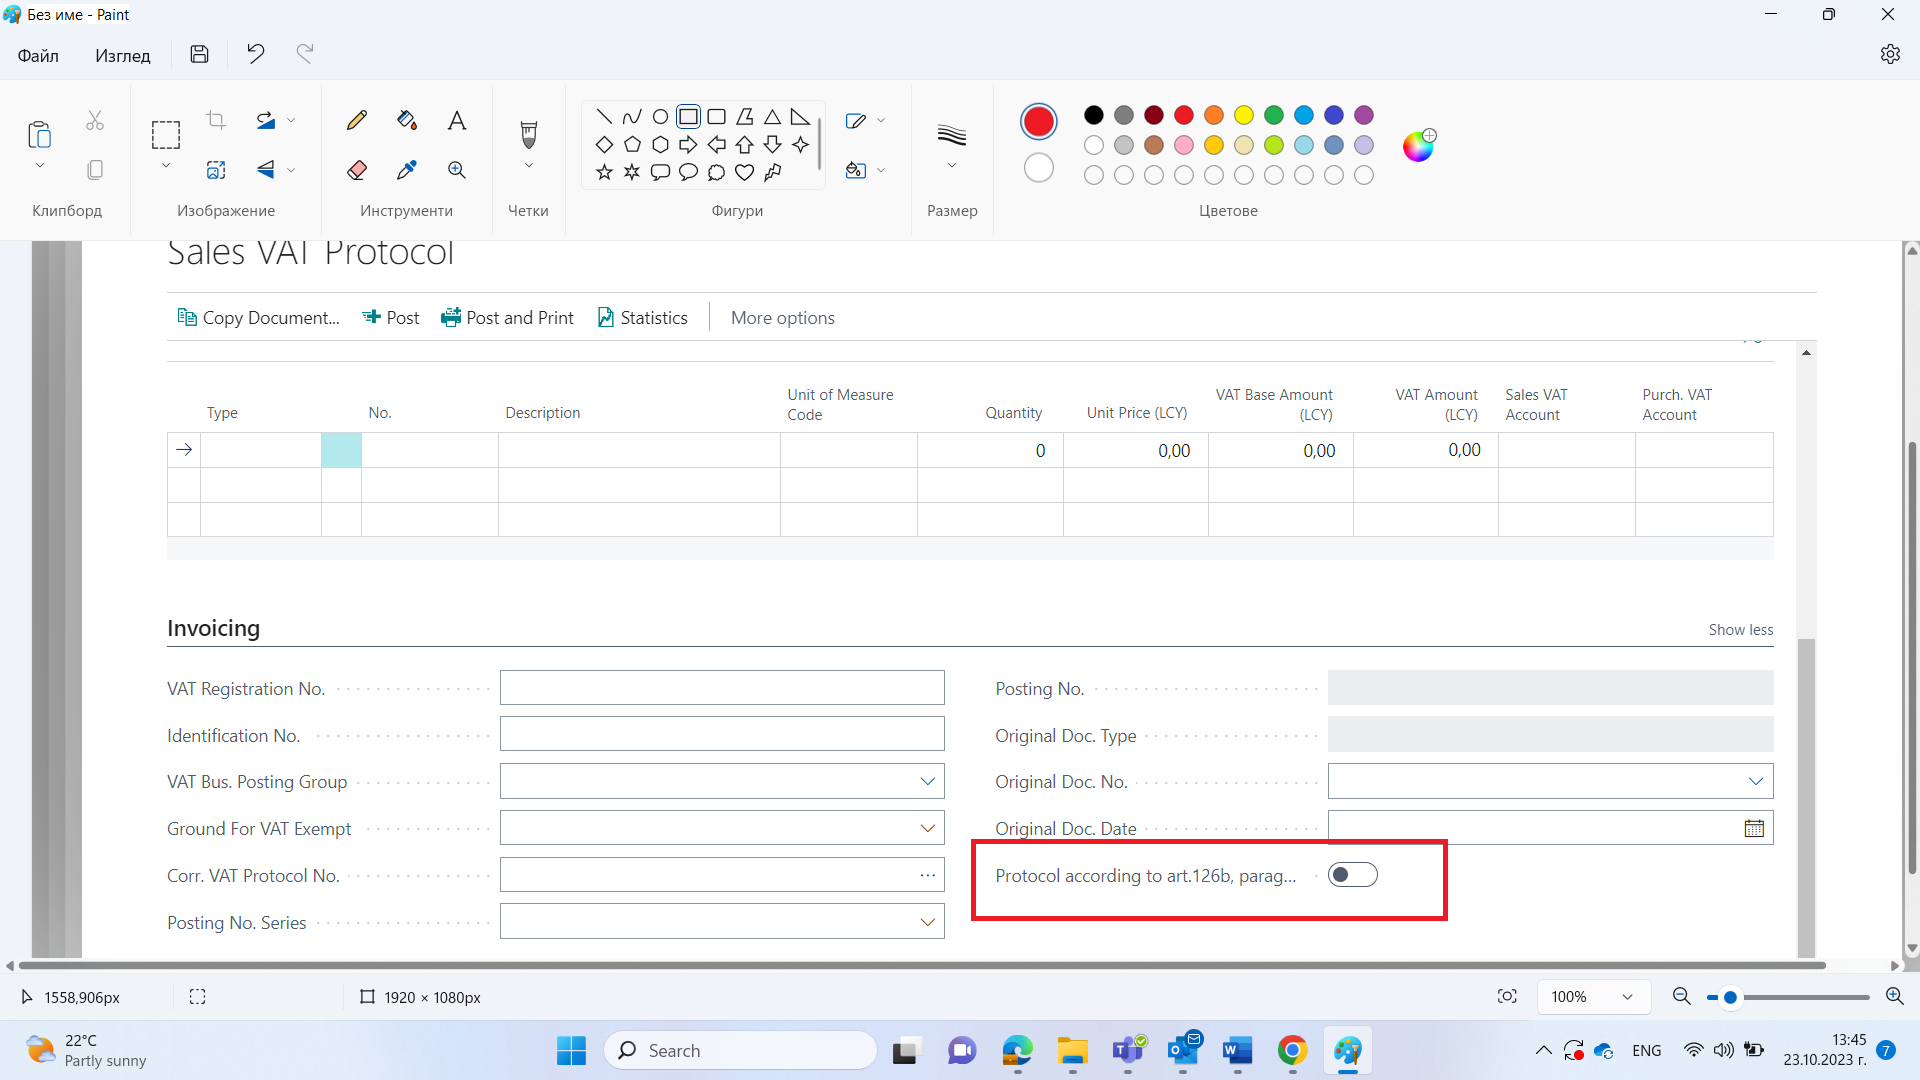 Без име - Paint
Файл
Изглед
Клипборд
Изображение
Инструменти
Четки
Фигури
Размер
Цветове
Sales VAT Protocol
Copy Document...
Post
Post and Print
Statistics
More options
Type
No.
Description
Unit of Measure Code
Quantity
Unit Price (LCY)
VAT Base Amount (LCY)
VAT Amount (LCY)
Sales VAT Account
Purch. VAT Account
0
0,00
0,00
0,00
Invoicing
Show less
VAT Registration No.
Posting No.
Identification No.
Original Doc. Type
VAT Bus. Posting Group
Original Doc. No.
Ground For VAT Exempt
Original Doc. Date
Corr. VAT Protocol No.
Protocol according to art.126b, parag...
Posting No. Series
1558,906px
1920 × 1080px
100%
22°C
Partly sunny
Search
ENG
13:45
23.10.2023 г.
7